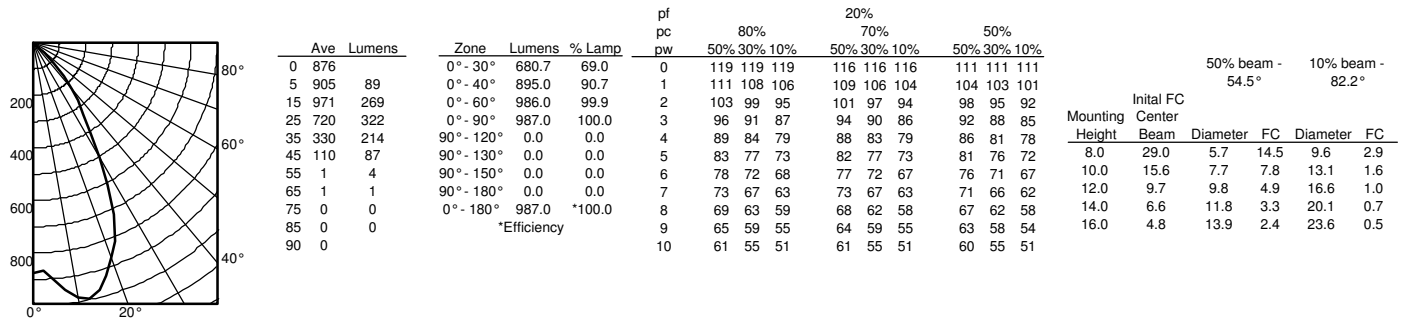 200
400
600
800
0°
20°
40°
60°
80°
Ave Lumens
0 876
5 905 89
15 971 269
25 720 322
35 330 214
45 110 87
55 1 4
65 1 1
75 0 0
85 0 0
90 0
Zone Lumens % Lamp
0°- 30° 680.7 69.0
0°- 40° 895.0 90.7
0°- 60° 986.0 99.9
0°- 90° 987.0 100.0
90°- 120° 0.0 0.0
90°- 130° 0.0 0.0
90°- 150° 0.0 0.0
90°- 180° 0.0 0.0
0°- 180° 987.0 *100.0
*Efficiency
pf 20%
pc 80% 70% 50%
pw 50% 30% 10% 50% 30% 10% 50% 30% 10%
0 119 119 119 116 116 116 111 111 111
1 111 108 106 109 106 104 104 103 101
2 103 99 95 101 97 94 98 95 92
3 96 91 87 94 90 86 92 88 85
4 89 84 79 88 83 79 86 81 78
5 83 77 73 82 77 73 81 76 72
6 78 72 68 77 72 67 76 71 67
7 73 67 63 73 67 63 71 66 62
8 69 63 59 68 62 58 67 62 58
9 65 59 55 64 59 55 63 58 54
10 61 55 51 61 55 51 60 55 51
50% beam - 10% beam -
54.5° 82.2°
Inital FC
Mounting Center
Height Beam Diameter FC Diameter FC
8.0 29.0 5.7 14.5 9.6 2.9
10.0 15.6 7.7 7.8 13.1 1.6
12.0 9.7 9.8 4.9 16.6 1.0
14.0 6.6 11.8 3.3 20.1 0.7
16.0 4.8 13.9 2.4 23.6 0.5